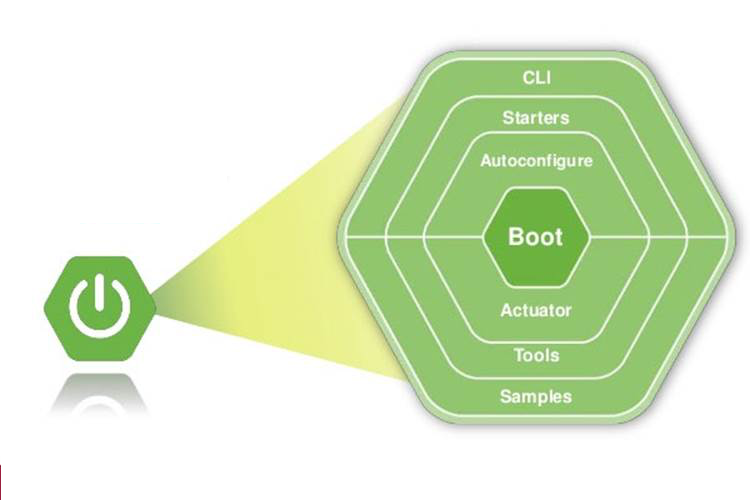 CLI
Starters
Autoconfigure
Boot
Actuator
Tools
Samples